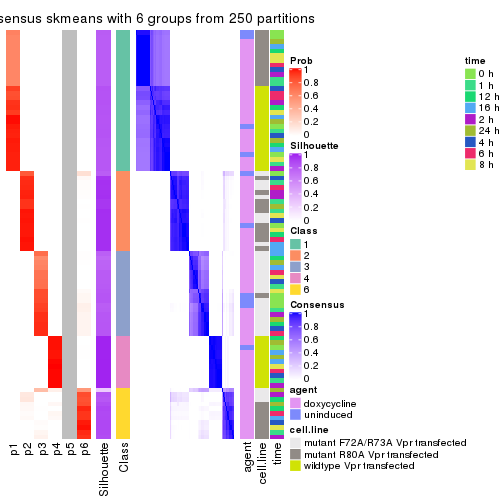 sensus skmeans with 6 groups from 250 partitions
Prob
1
0.8
0.6
0.4
0.2
0
Silhouette
1
0.8
0.6
0.4
0.2
0
Class
1
2
3
4
6
Consensus
1
0.8
0.6
0.4
0.2
0
agent
doxycycline
uninduced
cell.line
mutant F72A/R73A Vpr transfected
mutant R80A Vpr transfected
wildtype Vpr transfected
time
0 h
1 h
12 h
16 h
2 h
24 h
4 h
6 h
8 h
p1
p2
p3
p4
p5
p6
Silhouette
Class
agent
cell.line
time